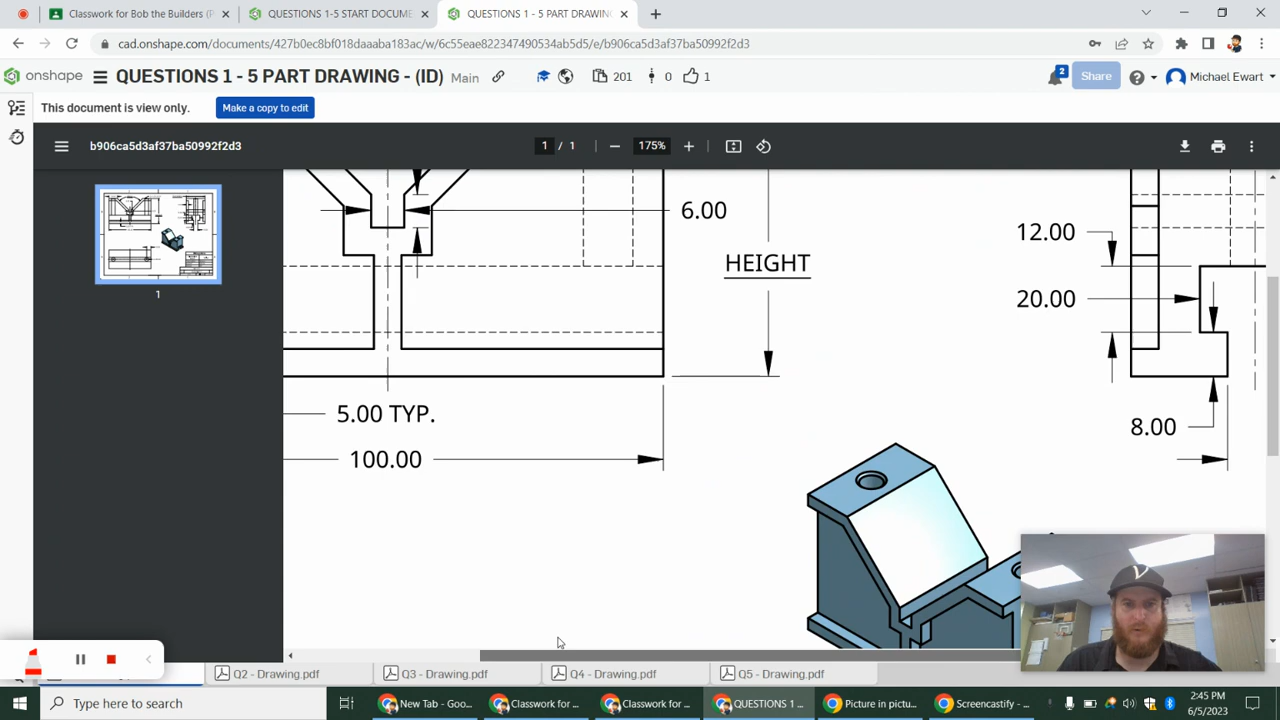 Classwork for Bob the Builders (P
QUESTIONS 1-5 START DOCUME
QUESTIONS 1 - 5 PART DRAWING
cad.onshape.com/documents/427b0ec8bf018daaaba183ac/w/6c55eae622347490d34ab5d5/e/b906ca5d3af37ba50992f2d3
onshape
QUESTIONS 1 - 5 PART DRAWING - (ID)
Main
201
0
1
2
Share
Michael Ewart
This document is view only.
Make a copy to edit
b906ca5d3af37ba50992f2d3
1 / 1
175%
1
6.00
HEIGHT
12.00
20.00
5.00 TYP.
8.00
100.00
Q2 - Drawing.pdf
Q3 - Drawing.pdf
Q4 - Drawing.pdf
Q5 - Drawing.pdf
Type here to search
New Tab - Goo...
Classwork for ...
Classwork for ...
QUESTIONS 1 ...
Picture in pictu...
Screencastify - ...
2:45 PM
6/5/2023